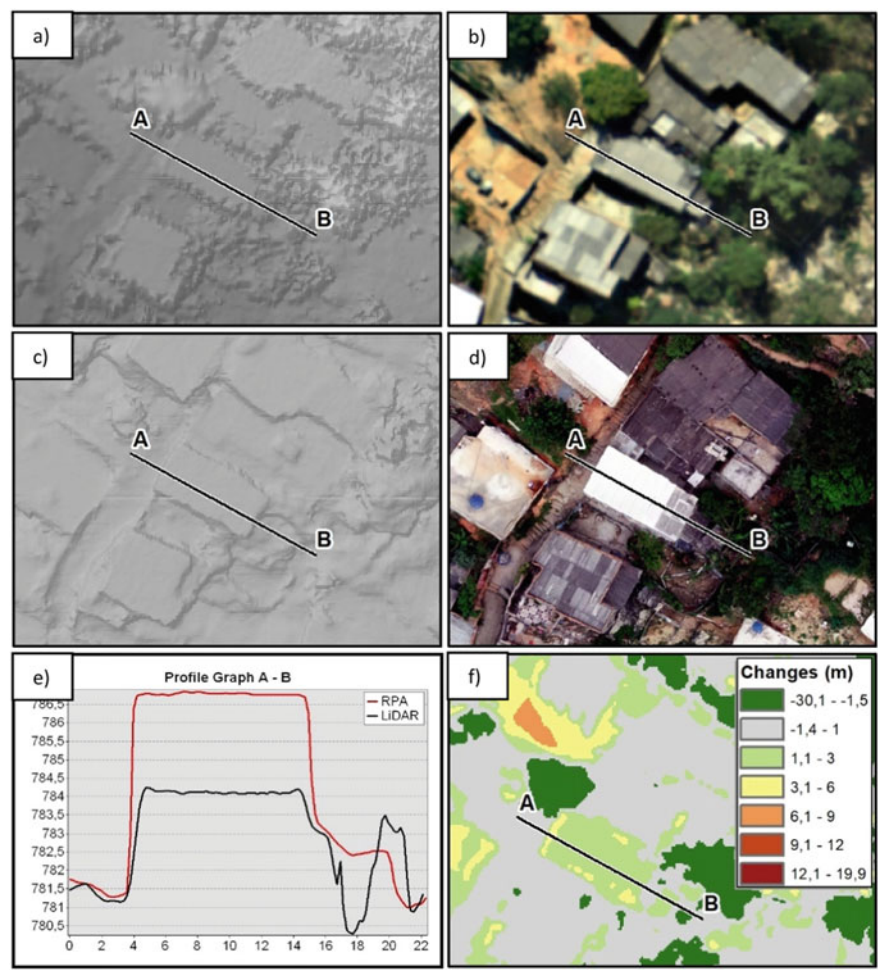 a)
A
B
b)
A
B
c)
A
B
d)
A
B
e)
Profile Graph A - B
RPA
LiDAR
786,5
786
785,5
785
784,5
784
783,5
783
782,5
782
781,5
781
780,5
0 2 4 6 8 10 12 14 16 18 20 22
f)
A
B
Changes (m)
-30,1 - -1,5
-1,4 - 1
1,1 - 3
3,1 - 6
6,1 - 9
9,1 - 12
12,1 - 19,9